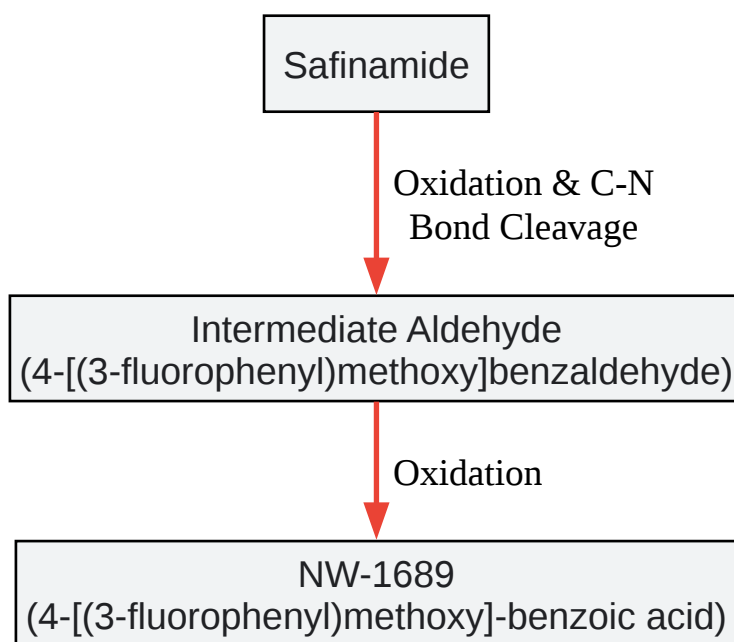 Safinamide
Oxidation & C-N
Bond Cleavage
Intermediate Aldehyde
(4-[(3-fluorophenyl)methoxy]benzaldehyde)
Oxidation
NW-1689
(4-[(3-fluorophenyl)methoxy]-benzoic acid)